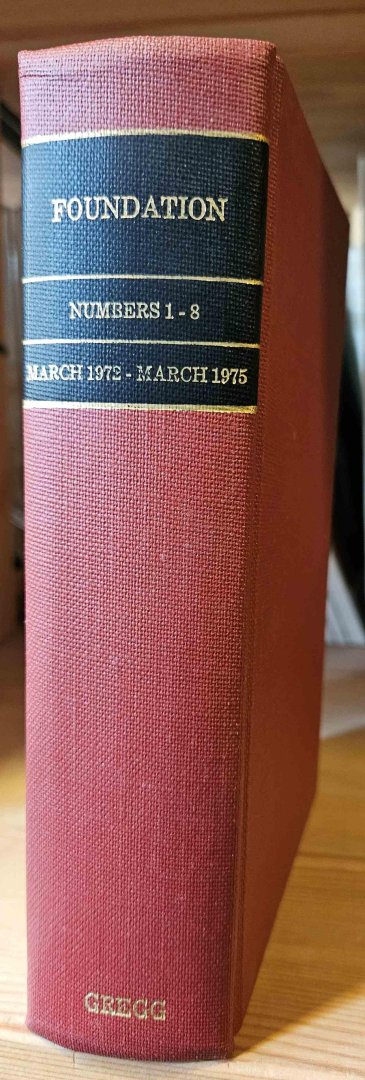 FOUNDATION
NUMBERS 1 - 8
MARCH 1972 - MARCH 1975
GREGG